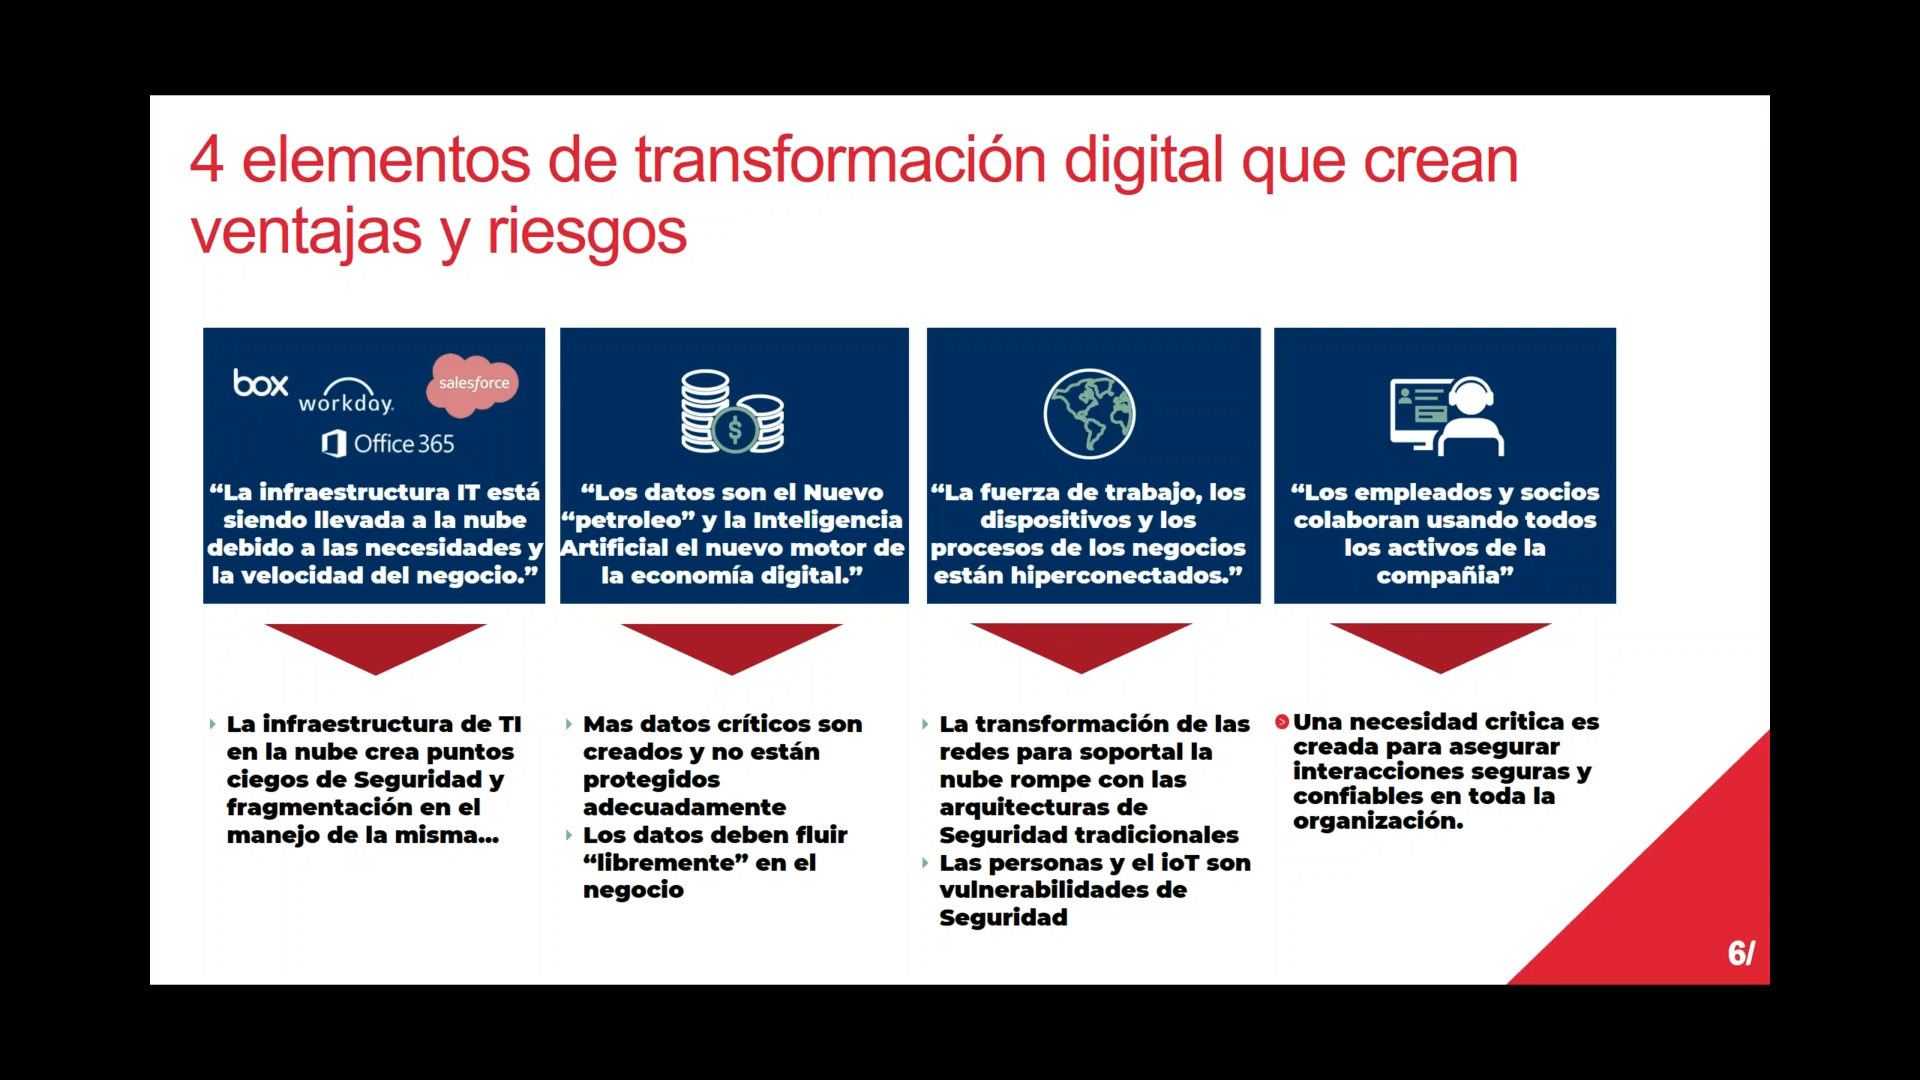 4 elementos de transformación digital que crean
ventajas y riesgos
box
workday.
salesforce
Office 365
“La infraestructura IT está
siendo llevada a la nube
debido a las necesidades y
la velocidad del negocio.”
“Los datos son el Nuevo
“petroleo” y la Inteligencia
Artificial el nuevo motor de
la economía digital.”
“La fuerza de trabajo, los
dispositivos y los
procesos de los negocios
están hiperconectados.”
“Los empleados y socios
colaboran usando todos
los activos de la
compañia”
La infraestructura de TI
en la nube crea puntos
ciegos de Seguridad y
fragmentación en el
manejo de la misma...
Mas datos críticos son
creados y no están
protegidos
adecuadamente
Los datos deben fluir
“libremente” en el
negocio
La transformación de las
redes para soportal la
nube rompe con las
arquitecturas de
Seguridad tradicionales
Las personas y el ioT son
vulnerabilidades de
Seguridad
Una necesidad critica es
creada para asegurar
interacciones seguras y
confiables en toda la
organización.
6/